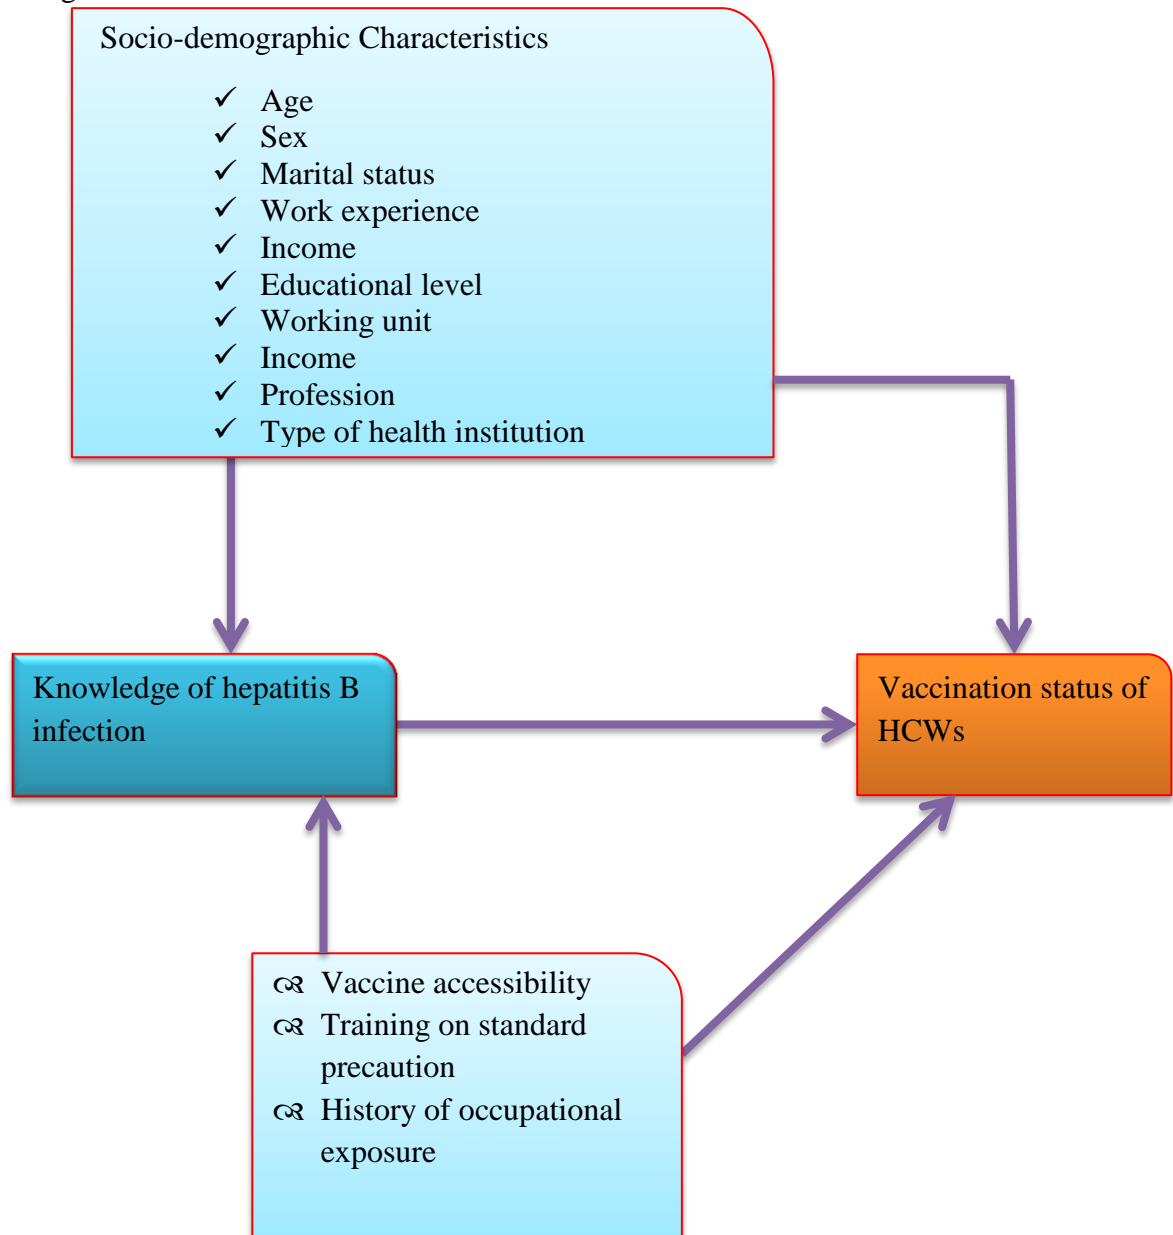 Socio-demographic Characteristics
✓ Age
✓ Sex
✓ Marital status
✓ Work experience
✓ Income
✓ Educational level
✓ Working unit
✓ Income
✓ Profession
✓ Type of health institution
Knowledge of hepatitis B
infection
Vaccination status of
HCWs
Vaccine accessibility
Training on standard
precaution
History of occupational
exposure